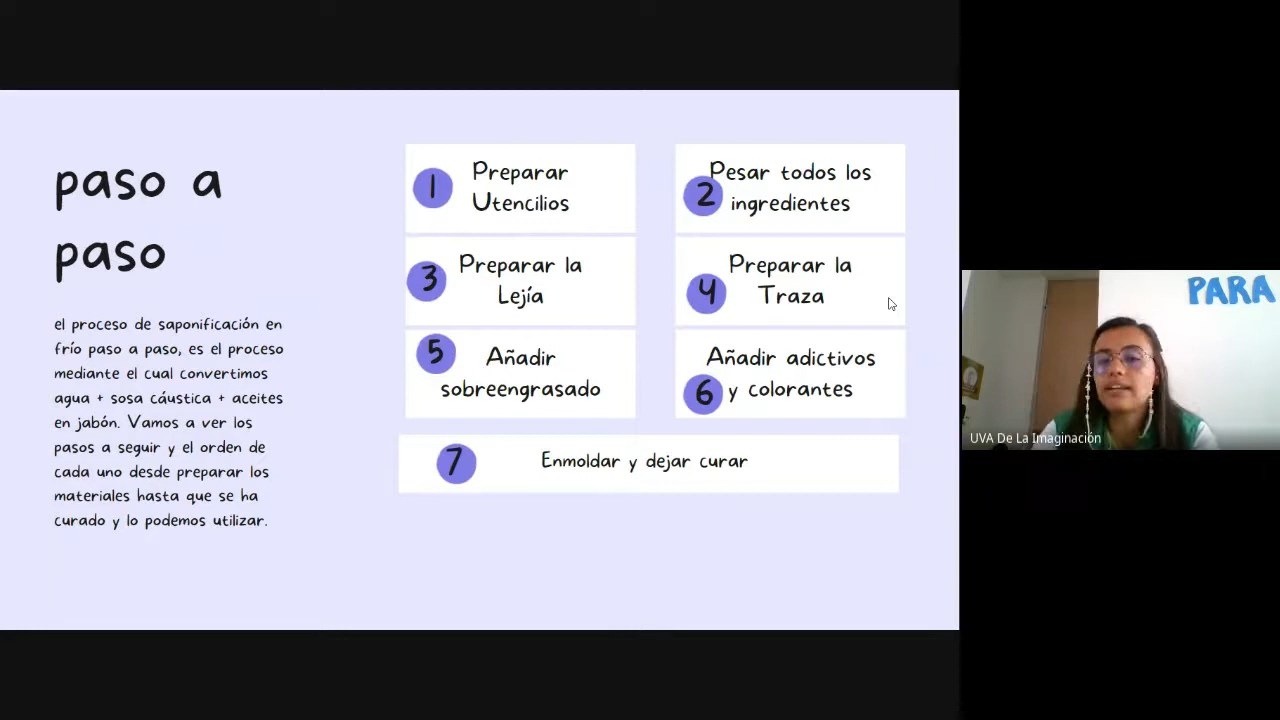 paso a
paso
el proceso de saponificación en
frío paso a paso, es el proceso
mediante el cual convertimos
agua + sosa cáustica + aceites
en jabón. Vamos a ver los
pasos a seguir y el orden de
cada uno desde preparar los
materiales hasta que se ha
curado y lo podemos utilizar.
1
Preparar
Utencilios
2
Pesar todos los
ingredientes
3
Preparar la
Lejía
4
Preparar la
Traza
5
Añadir
sobreengrasado
6
Añadir adictivos
y colorantes
7
Enmoldar y dejar curar
PARA
UVA De La Imaginación